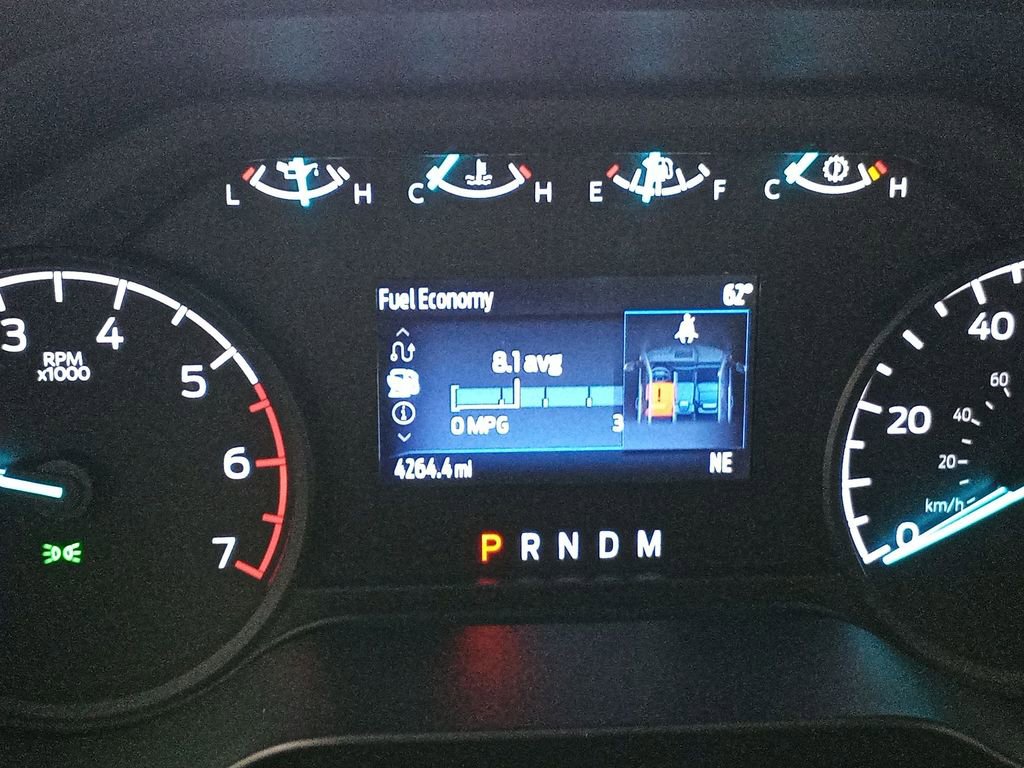 L H C H E F C H
Fuel Economy 62°
8.1 avg
0 MPG 3
4264.4 mi NE
P R N D M
3 4 5 6 7
RPM
x1000
0 20 40
20 40 60
km/h